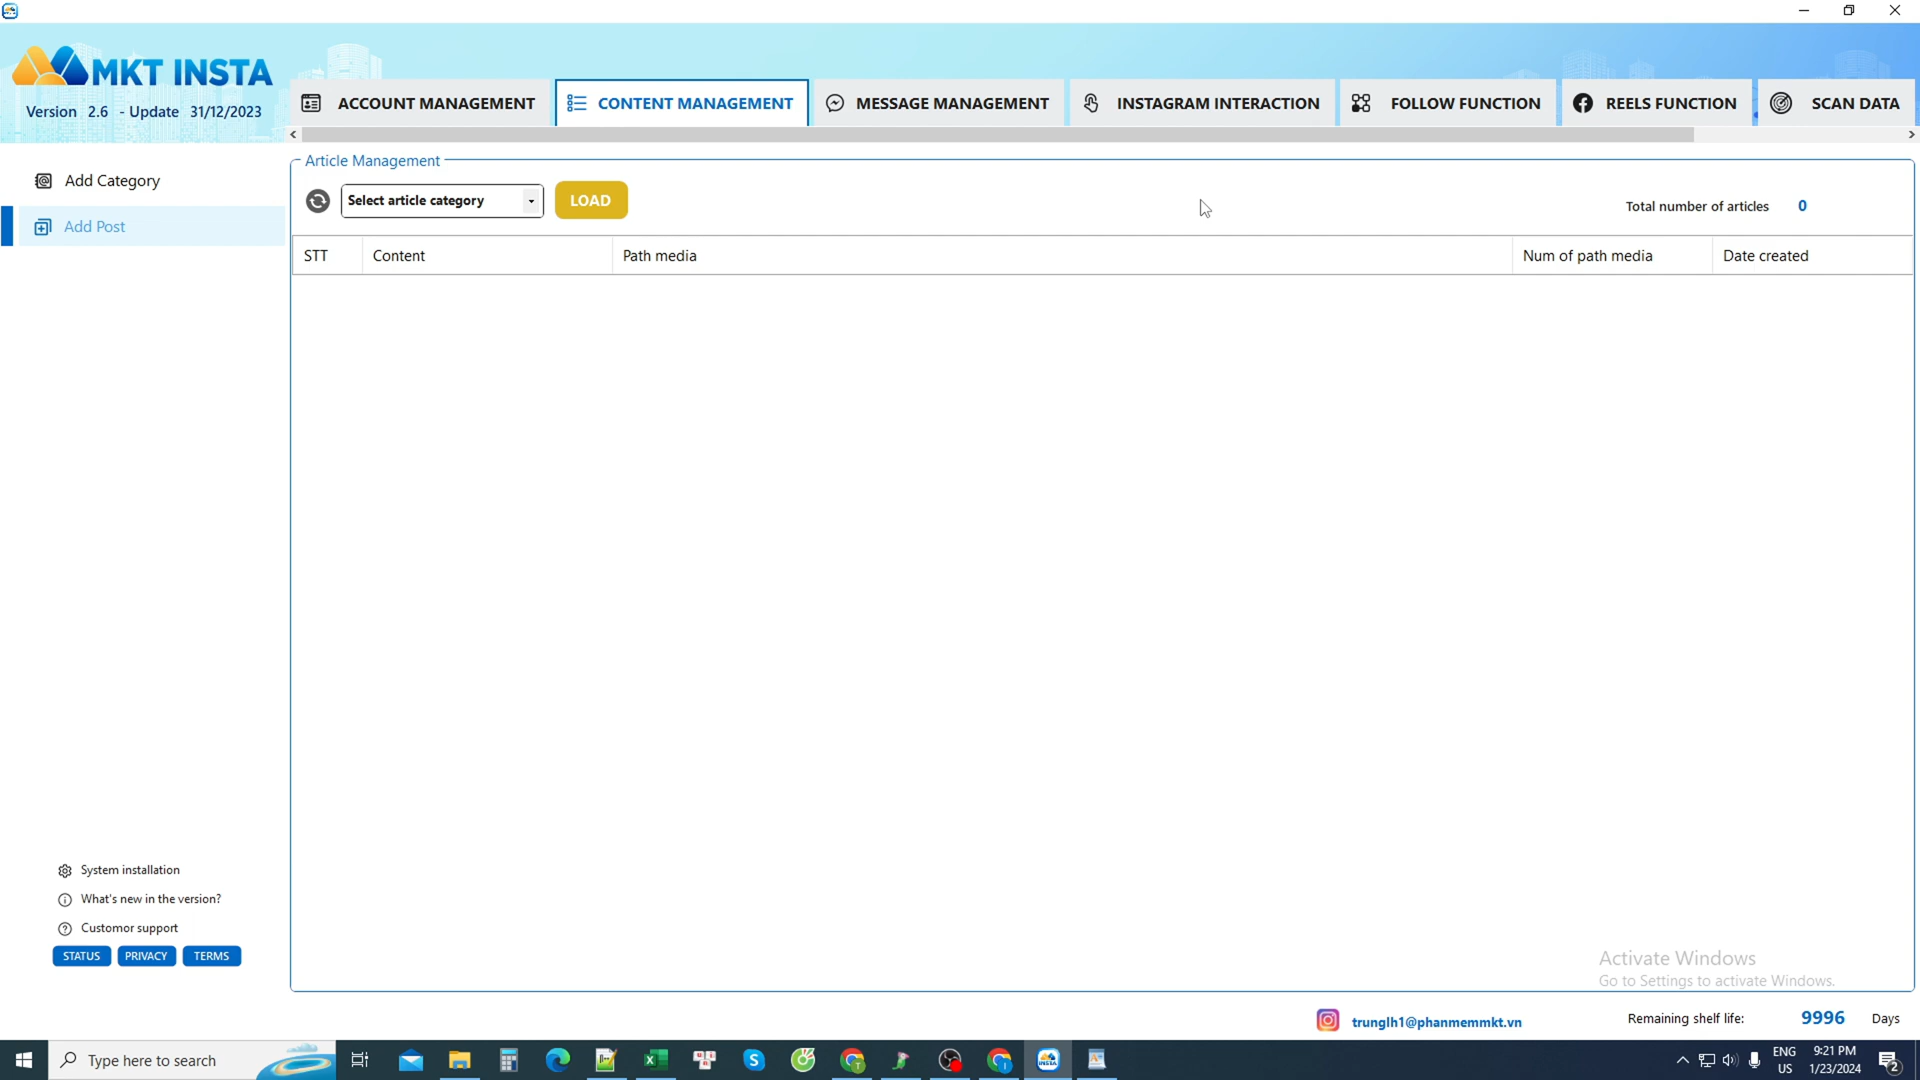 MKT INSTA
Version 2.6 - Update 31/12/2023
ACCOUNT MANAGEMENT
CONTENT MANAGEMENT
MESSAGE MANAGEMENT
INSTAGRAM INTERACTION
FOLLOW FUNCTION
REELS FUNCTION
SCAN DATA
Add Category
Add Post
Article Management
Select article category
LOAD
Total number of articles 0
STT
Content
Path media
Num of path media
Date created
System installation
What's new in the version?
Customor support
STATUS
PRIVACY
TERMS
Activate Windows
Go to Settings to activate Windows.
trunglh1@phanmemmkt.vn
Remaining shelf life: 9996 Days
Type here to search
ENG
US
9:21 PM
1/23/2024
2